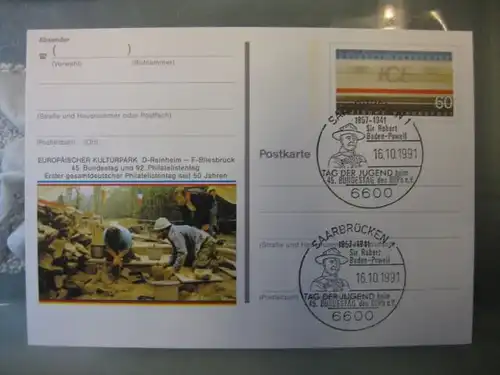 Absender
( )
(Vorwahl) (Rufnummer)
(Straße und Hausnummer oder Postfach)
(Postleitzahl) (Ort)
EUROPÄISCHER KULTURPARK D-Reinheim – F-Bliesbrück
45. Bundestag und 92. Philatelistentag
Erster gesamtdeutscher Philatelistentag seit 50 Jahren
Postkarte
ICE
60
SAARBRÜCKEN 1
1857-1941
Sir Robert
Baden-Powell
16.10.1991
TAG DER JUGEND beim
45. BUNDESTAG des BDPh e.V.
6600
(Straße und Hausnummer
SAARBRÜCKEN
1857-1941
Sir Robert
Baden-Powell
16.10.1991
(Postleitzahl)
TAG DER JUGEND beim
45. BUNDESTAG des BDPh e.V.
6600